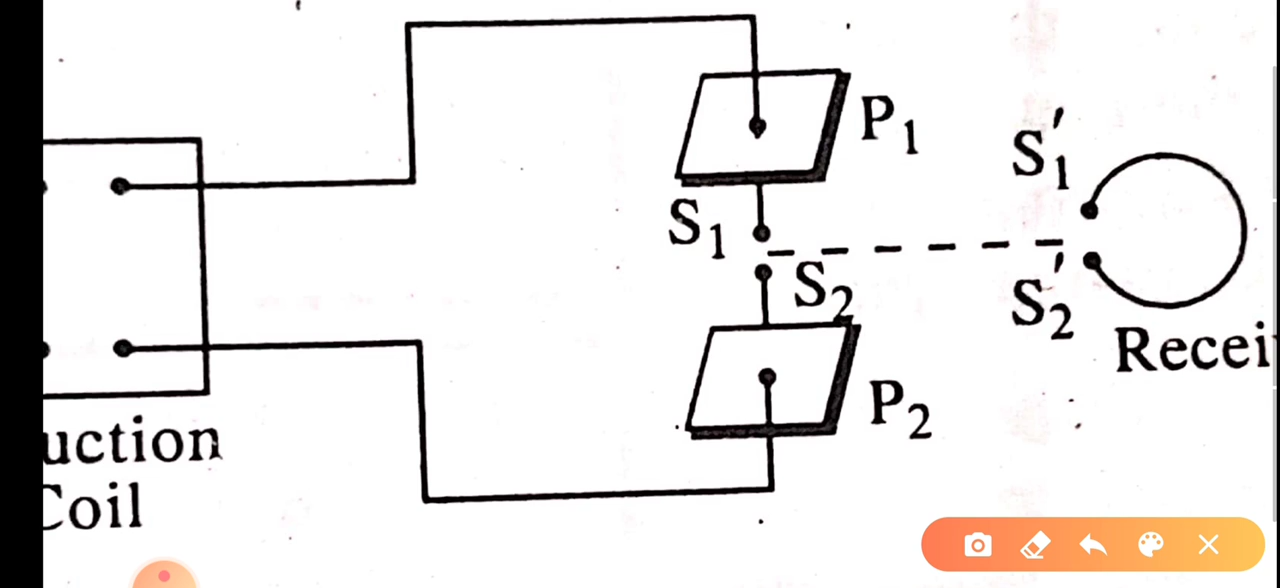 P₁
S₁′
S₁
S₂
S₂′
Recei
P₂
uction
Coil